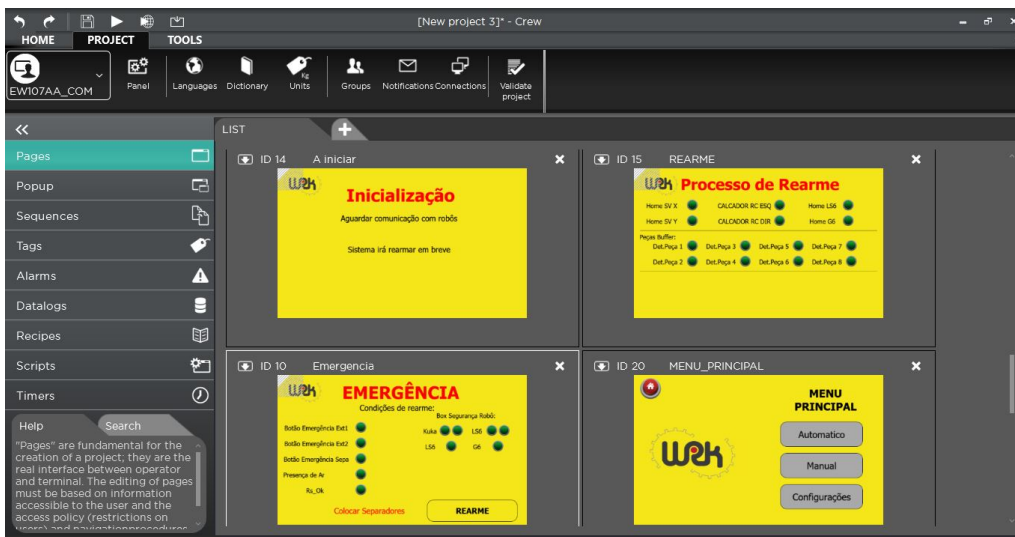 [New project 3]* - Crew
HOME PROJECT TOOLS
EW107AA_COM
Panel
Languages
Dictionary
Kg
Units
Groups
Notifications
Connections
Validate
project
LIST
Pages
Popup
Sequences
Tags
Alarms
Datalogs
Recipes
Scripts
Timers
Help Search
"Pages" are fundamental for the
creation of a project; they are the
real interface between operator
and terminal. The editing of pages
must be based on information
accessible to the user and the
access policy (restrictions on
users) and navigationprocedures
ID 14 A iniciar
Inicialização
Aguardar comunicação com robôs
Sistema irá rearmar em breve
ID 15 REARME
Processo de Rearme
Home SV X CALCADOR RC ESQ Home LS6
Home SV Y CALCADOR RC DIR Home G6
Peças Buffer:
Det.Peça 1 Det.Peça 3 Det.Peça 5 Det.Peça 7
Det.Peça 2 Det.Peça 4 Det.Peça 6 Det.Peça 8
ID 10 Emergencia
EMERGÊNCIA
Condições de rearme:
Box Segurança Robô:
Botão Emergência Ext1 Kuka LS6
Botão Emergência Ext2 LS6 G6
Botão Emergência Sepa
Presença de Ar
Rs_Ok
Colocar Separadores REARME
ID 20 MENU_PRINCIPAL
MENU
PRINCIPAL
Automatico
Manual
Configurações